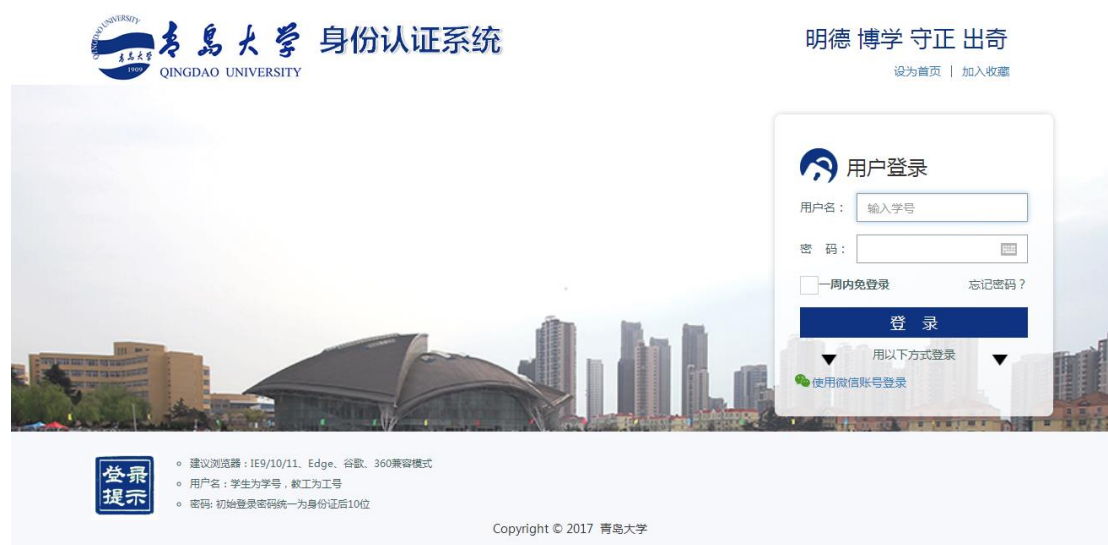 QINGDAO UNIVERSITY
青岛大学
1909
青岛大学 身份认证系统
QINGDAO UNIVERSITY
明德 博学 守正 出奇
设为首页 | 加入收藏
用户登录
用户名： 输入学号
密 码：
一周内免登录 忘记密码？
登 录
用以下方式登录
使用微信账号登录
登录
提示
建议浏览器：IE9/10/11、Edge、谷歌、360兼容模式
用户名：学生为学号，教工为工号
密码: 初始登录密码统一为身份证后10位
Copyright © 2017 青岛大学